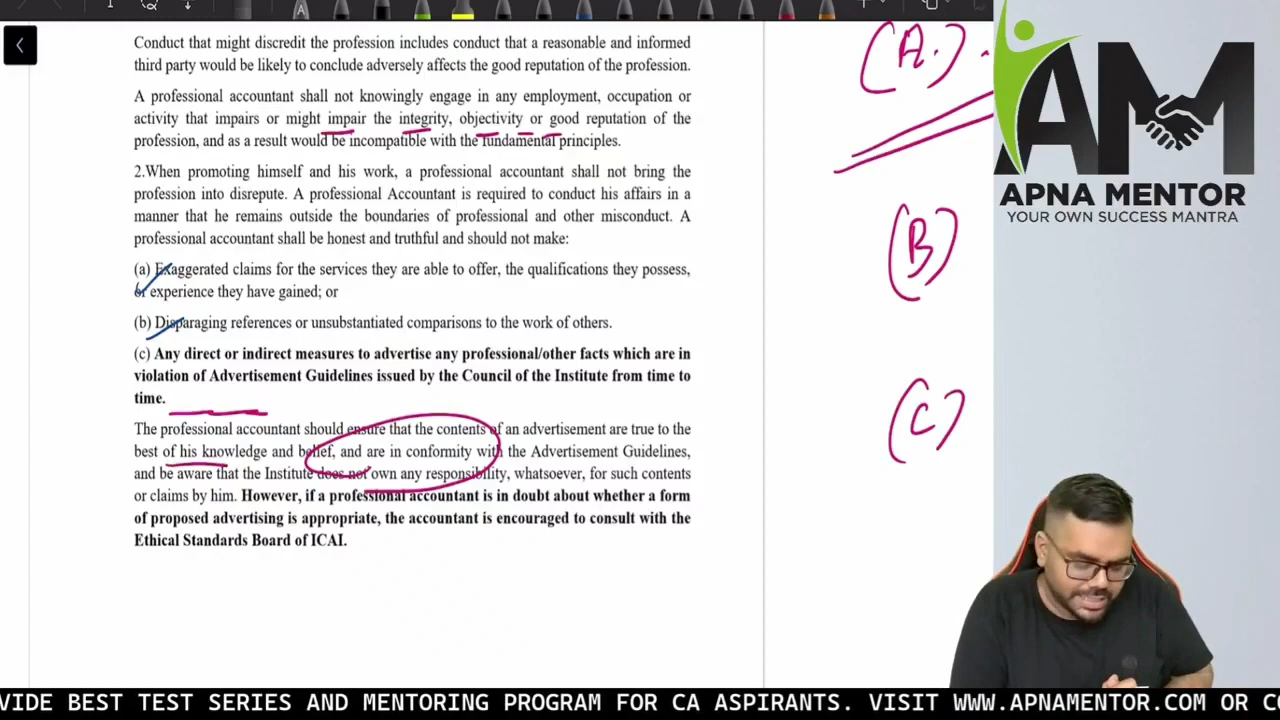 Conduct that might discredit the profession includes conduct that a reasonable and informed
third party would be likely to conclude adversely affects the good reputation of the profession.
A professional accountant shall not knowingly engage in any employment, occupation or
activity that impairs or might impair the integrity, objectivity or good reputation of the
profession, and as a result would be incompatible with the fundamental principles.
2.When promoting himself and his work, a professional accountant shall not bring the
profession into disrepute. A professional Accountant is required to conduct his affairs in a
manner that he remains outside the boundaries of professional and other misconduct. A
professional accountant shall be honest and truthful and should not make:
(a) Exaggerated claims for the services they are able to offer, the qualifications they possess,
or experience they have gained; or
(b) Disparaging references or unsubstantiated comparisons to the work of others.
(c) Any direct or indirect measures to advertise any professional/other facts which are in
violation of Advertisement Guidelines issued by the Council of the Institute from time to
time.
The professional accountant should ensure that the contents of an advertisement are true to the
best of his knowledge and belief, and are in conformity with the Advertisement Guidelines,
and be aware that the Institute does not own any responsibility, whatsoever, for such contents
or claims by him. However, if a professional accountant is in doubt about whether a form
of proposed advertising is appropriate, the accountant is encouraged to consult with the
Ethical Standards Board of ICAI.
(A.)
(B)
(C)
AM
APNA MENTOR
YOUR OWN SUCCESS MANTRA
VIDE BEST TEST SERIES AND MENTORING PROGRAM FOR CA ASPIRANTS. VISIT WWW.APNAMENTOR.COM OR